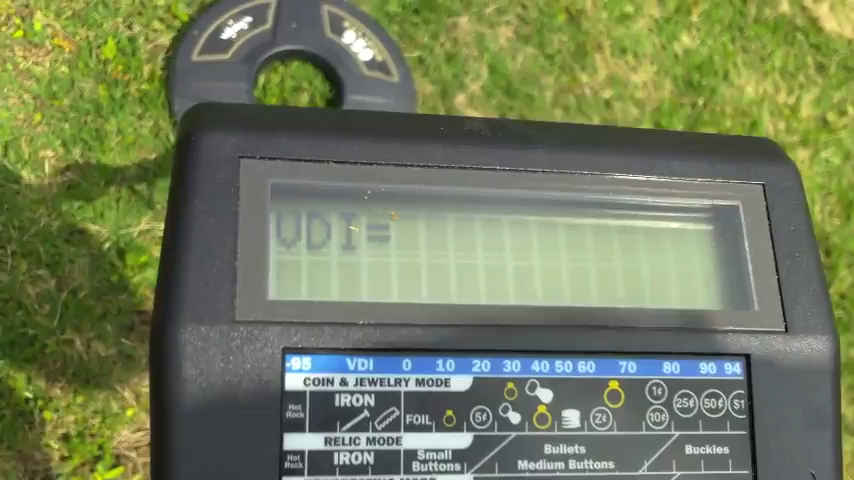 950
VDI=
-95 VDI 0 10 20 30 40 50 60 70 80 90 94
COIN & JEWELRY MODE
Hot Rock IRON FOIL 5¢ 2¢ 1¢ 10¢ 25¢ 50¢ $1
RELIC MODE
Hot Rock IRON Small Buttons Bullets Medium Buttons Buckles